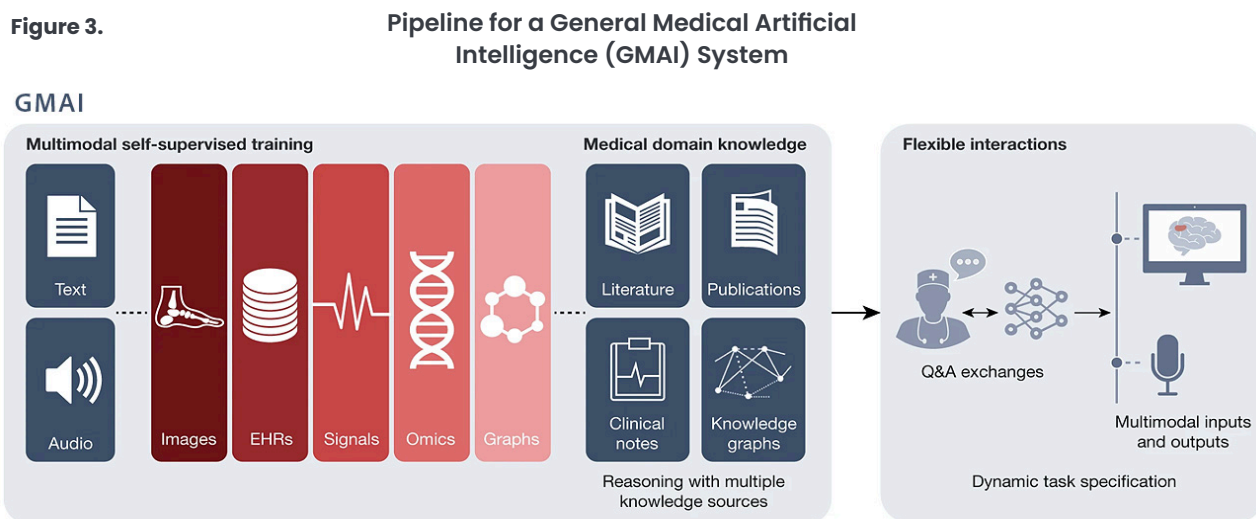 Figure 3.
Pipeline for a General Medical Artificial
Intelligence (GMAI) System
GMAI
Multimodal self-supervised training
Text
Audio
Images
EHRs
Signals
Omics
Graphs
Medical domain knowledge
Literature
Publications
Clinical
notes
Knowledge
graphs
Reasoning with multiple
knowledge sources
Flexible interactions
Q&A exchanges
Multimodal inputs
and outputs
Dynamic task specification